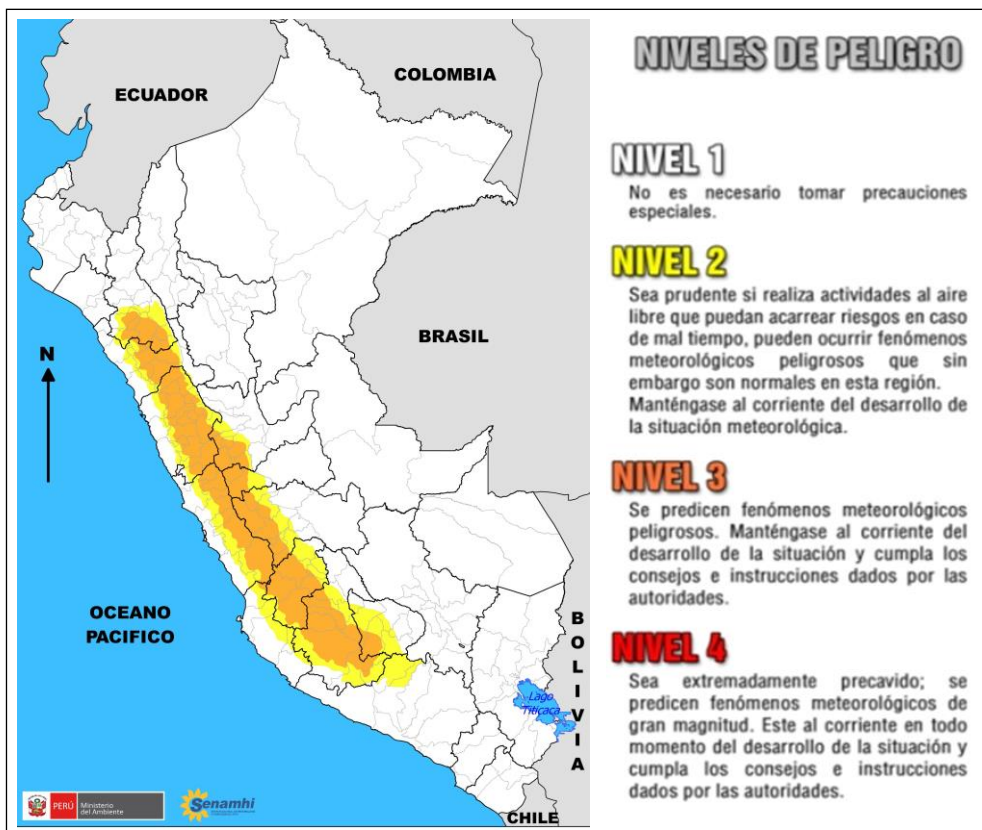 COLOMBIA
ECUADOR
BRASIL
N
OCEANO
PACIFICO
B
O
L
I
V
I
A
Lago
Titicaca
CHILE
PERÚ
Ministerio
del Ambiente
Senamhi
NIVELES DE PELIGRO
NIVEL 1
No es necesario tomar precauciones
especiales.
NIVEL 2
Sea prudente si realiza actividades al aire
libre que puedan acarrear riesgos en caso
de mal tiempo, pueden ocurrir fenómenos
meteorológicos peligrosos que sin
embargo son normales en esta región.
Manténgase al corriente del desarrollo de
la situación meteorológica.
NIVEL 3
Se predicen fenómenos meteorológicos
peligrosos. Manténgase al corriente del
desarrollo de la situación y cumpla los
consejos e instrucciones dados por las
autoridades.
NIVEL 4
Sea extremadamente precavido; se
predicen fenómenos meteorológicos de
gran magnitud. Este al corriente en todo
momento del desarrollo de la situación y
cumpla los consejos e instrucciones
dados por las autoridades.